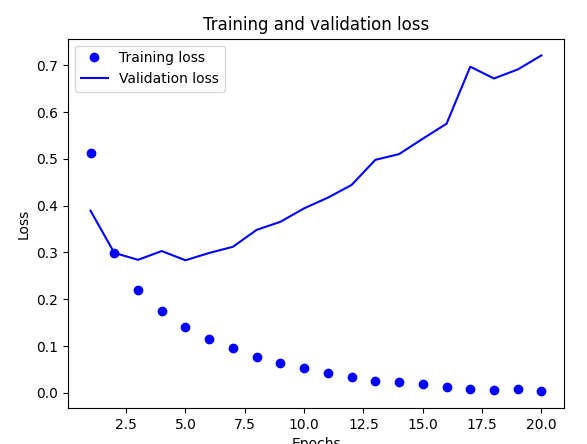 Training and validation loss
Training loss
Validation loss
0.7
0.6
0.5
0.4
0.3
0.2
0.1
0.0
Loss
2.5 5.0 7.5 10.0 12.5 15.0 17.5 20.0
Epochs